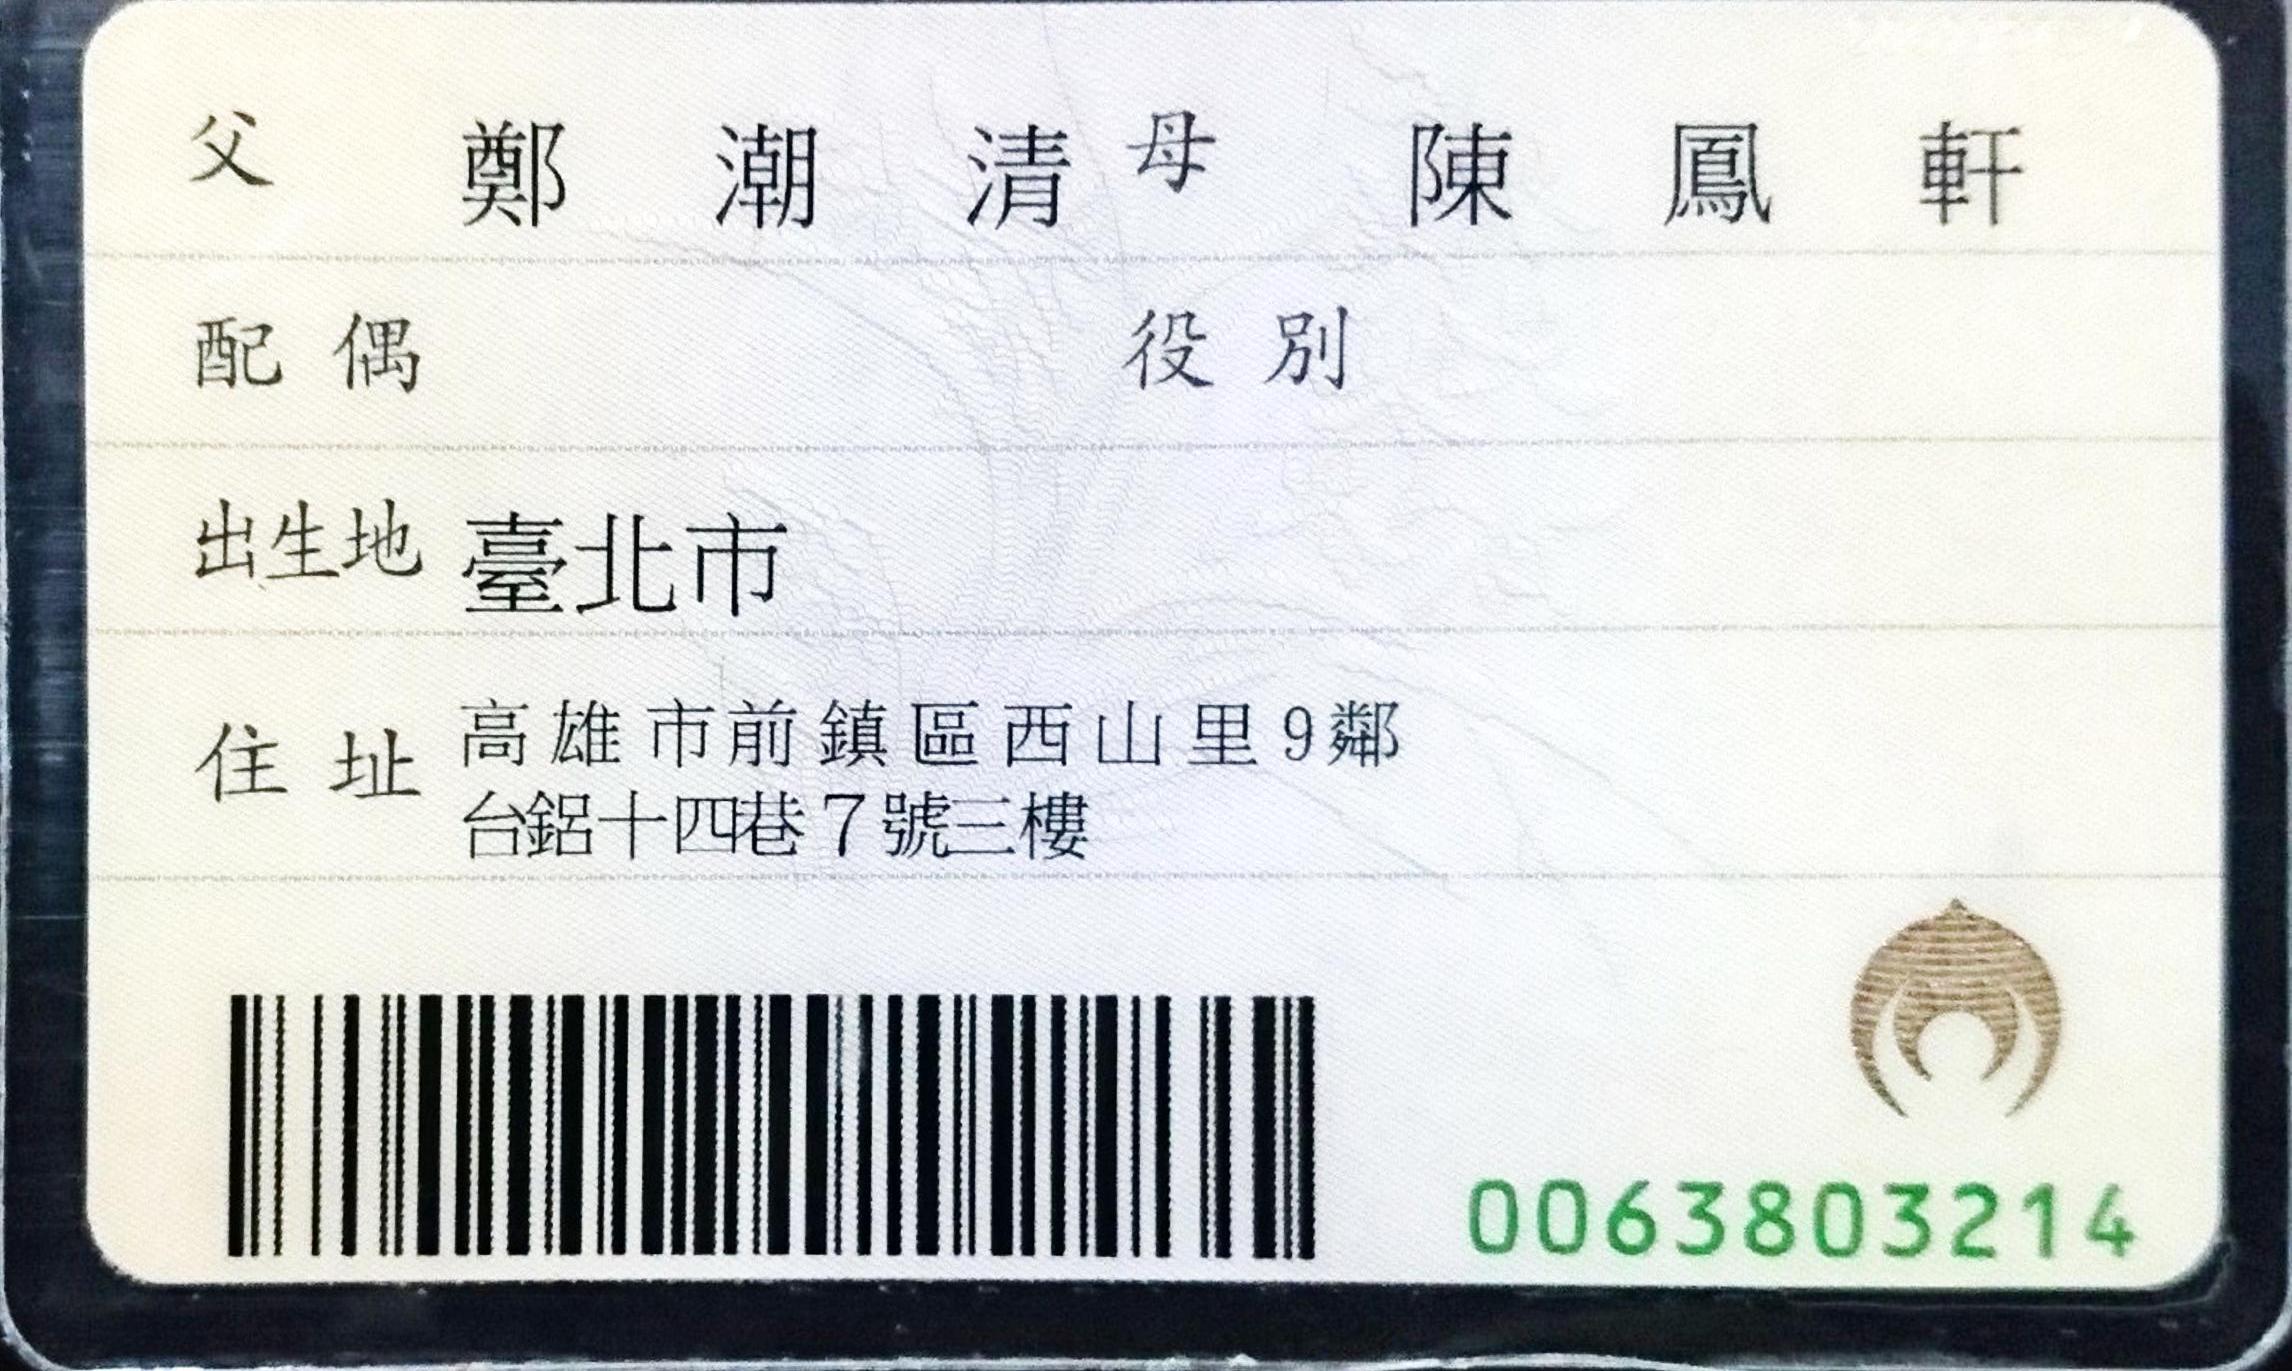 父 鄭潮清 母 陳鳳軒
配偶 役別
出生地 臺北市
住址 高雄市前鎮區西山里9鄰
台鋁十四巷7號三樓
0063803214